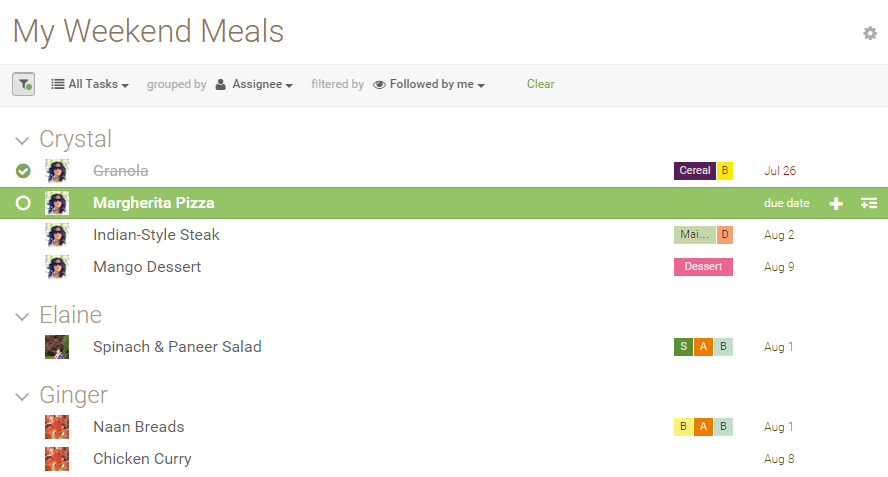 My Weekend Meals
All Tasks grouped by Assignee filtered by Followed by me Clear
Crystal
Granola Cereal B Jul 26
Margherita Pizza due date
Indian-Style Steak Mai... D Aug 2
Mango Dessert Dessert Aug 9
Elaine
Spinach & Paneer Salad S A B Aug 1
Ginger
Naan Breads B A B Aug 1
Chicken Curry Aug 8